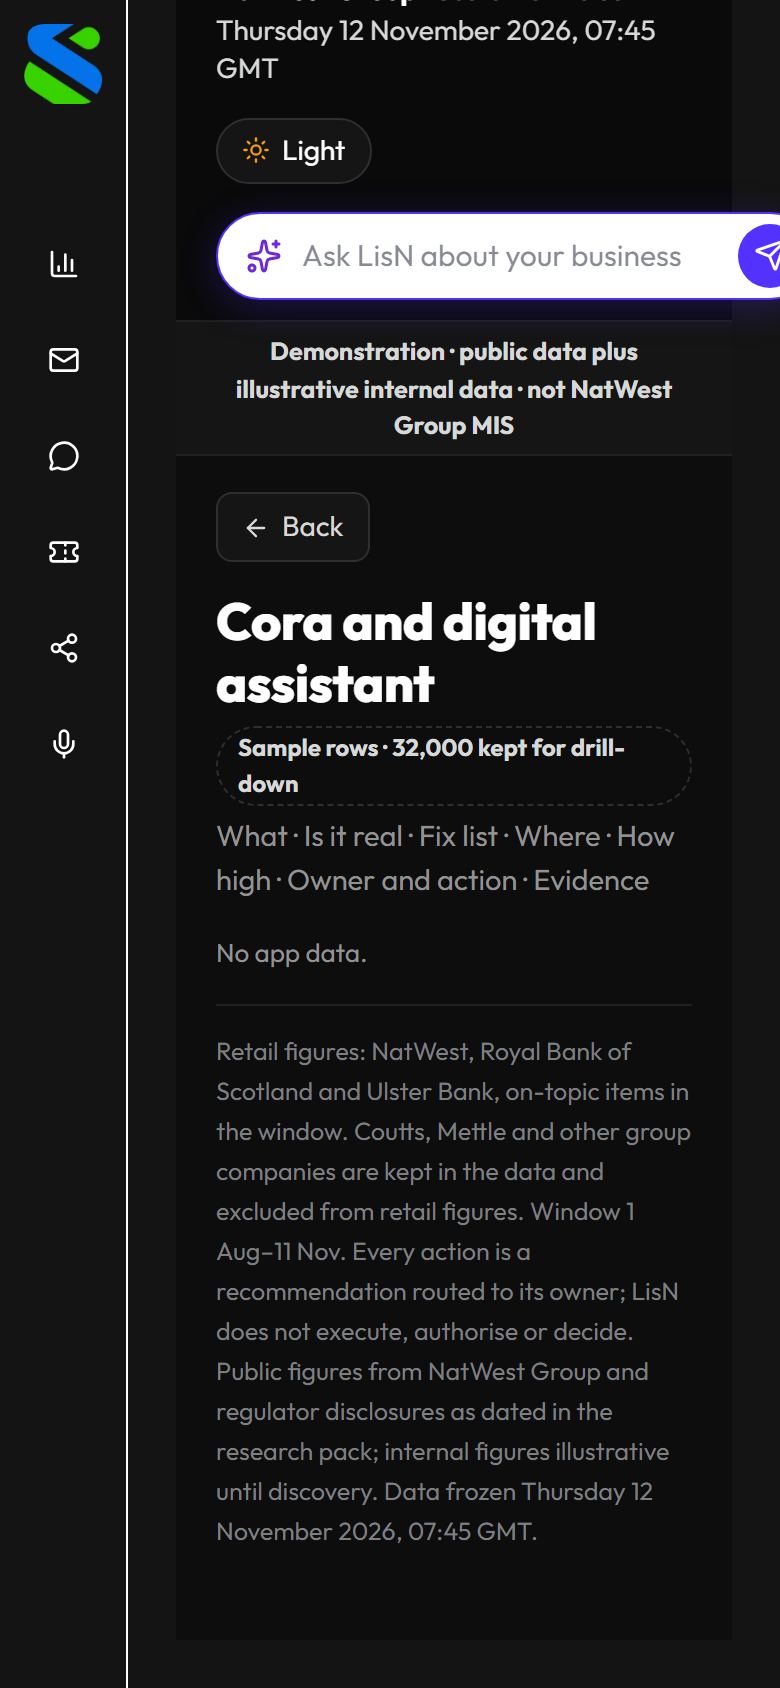 Thursday 12 November 2026, 07:45
GMT
Light
Ask LisN about your business
Demonstration · public data plus
illustrative internal data · not NatWest
Group MIS
Back
Cora and digital
assistant
Sample rows · 32,000 kept for drill-
down
What · Is it real · Fix list · Where · How
high · Owner and action · Evidence
No app data.
Retail figures: NatWest, Royal Bank of
Scotland and Ulster Bank, on-topic items in
the window. Coutts, Mettle and other group
companies are kept in the data and
excluded from retail figures. Window 1
Aug–11 Nov. Every action is a
recommendation routed to its owner; LisN
does not execute, authorise or decide.
Public figures from NatWest Group and
regulator disclosures as dated in the
research pack; internal figures illustrative
until discovery. Data frozen Thursday 12
November 2026, 07:45 GMT.